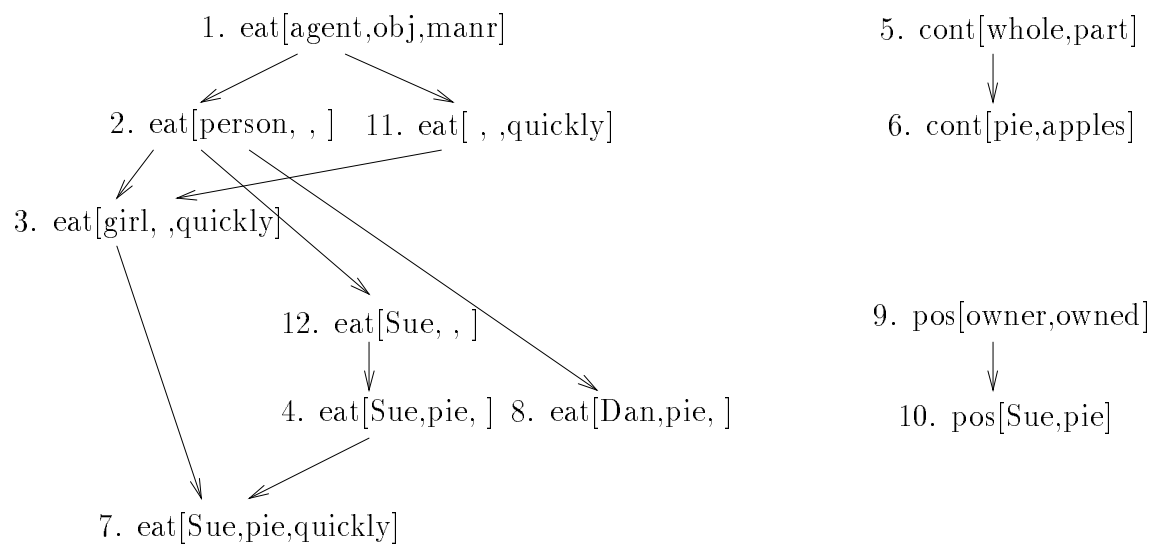 1. eat[agent,obj,manr]
5. cont[whole,part]
2. eat[person, , ]
11. eat[ , ,quickly]
6. cont[pie,apples]
3. eat[girl, ,quickly]
12. eat[Sue, , ]
9. pos[owner,owned]
4. eat[Sue,pie, ]
8. eat[Dan,pie, ]
10. pos[Sue,pie]
7. eat[Sue,pie,quickly]